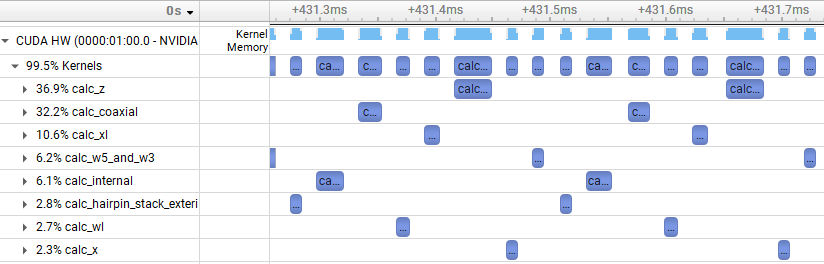 0s +431.3ms +431.4ms +431.5ms +431.6ms +431.7ms
CUDA HW (0000:01:00.0 - NVIDIA Kernel
Memory
99.5% Kernels ... ca... c... ... ... calc... ... ... ... ca... c... ... ... calc... ... ...
36.9% calc_z calc... calc...
32.2% calc_coaxial c... c...
10.6% calc_xl ... ...
6.2% calc_w5_and_w3 ... ...
6.1% calc_internal ca... ca...
2.8% calc_hairpin_stack_exteri ... ...
2.7% calc_wl ... ...
2.3% calc_x ... ...